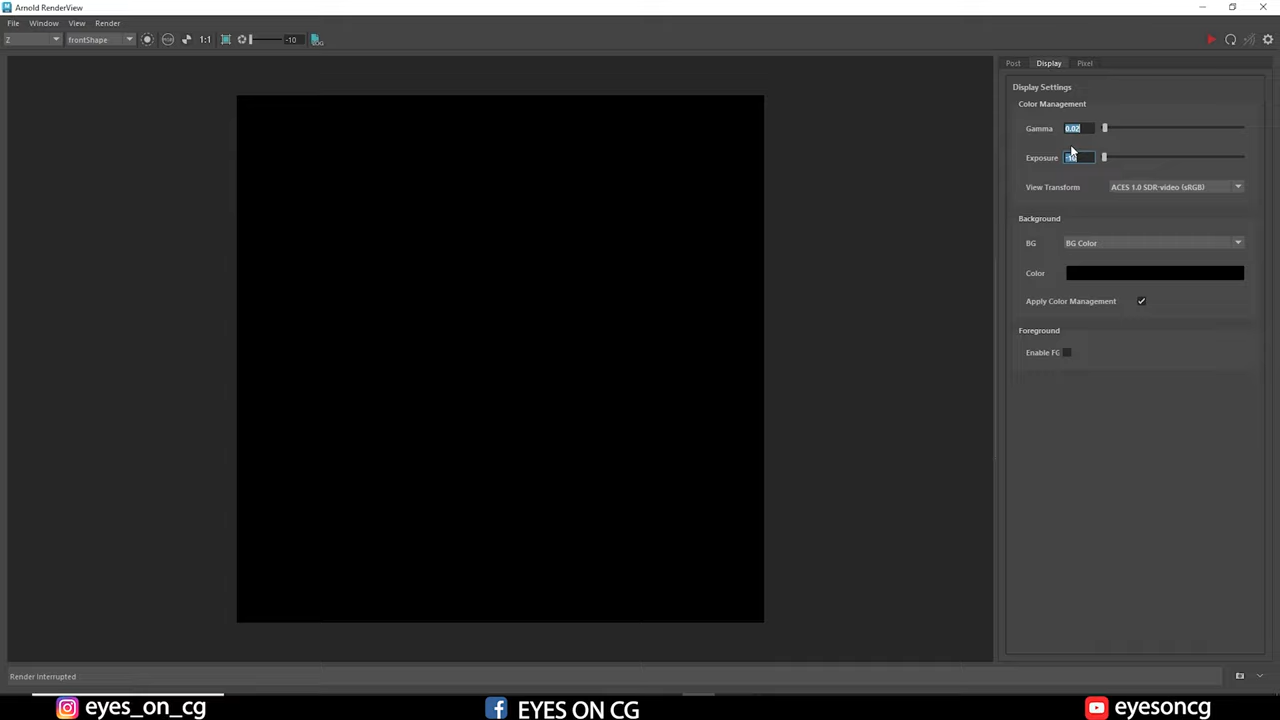 Arnold RenderView
File Window View Render
Z frontShape 1:1 -10
Post Display Pixel
Display Settings
Color Management
Gamma 0.02
Exposure -10
View Transform ACES 1.0 SDR-video (sRGB)
Background
BG BG Color
Color
Apply Color Management
Foreground
Enable FG
Render Interrupted
eyes_on_cg EYES ON CG eyesoncg